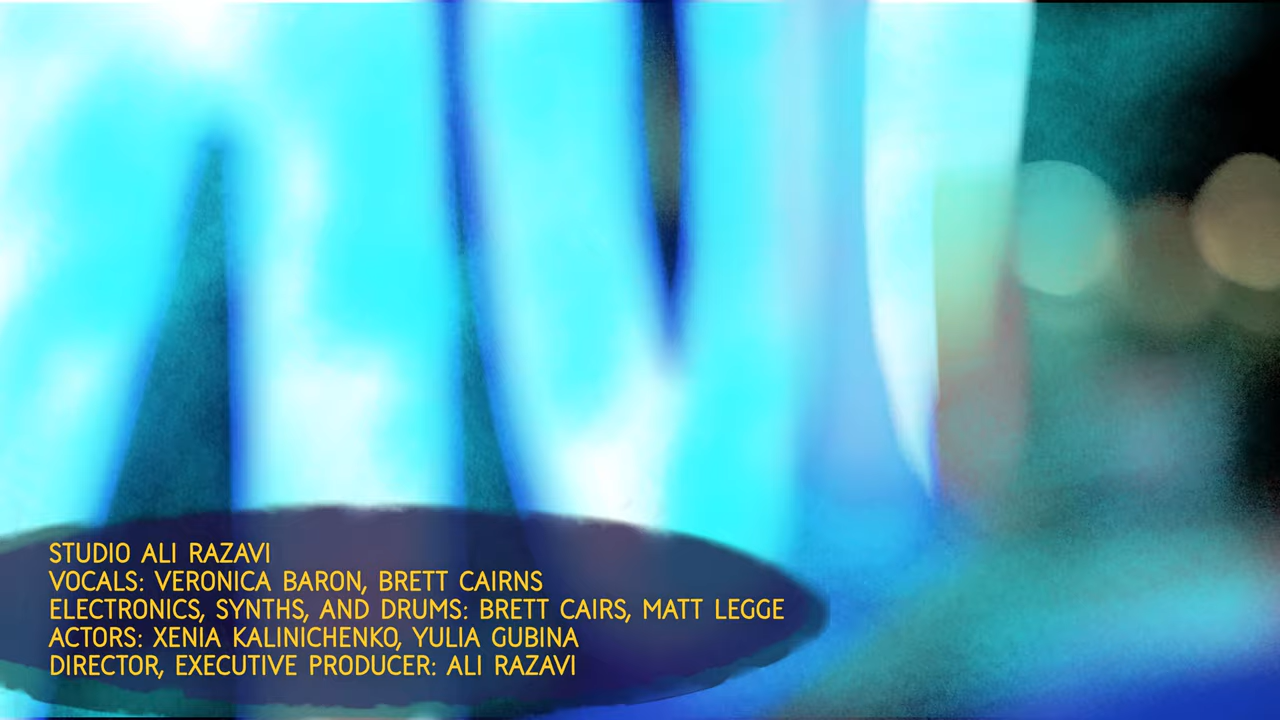 STUDIO ALI RAZAVI
VOCALS: VERONICA BARON, BRETT CAIRNS
ELECTRONICS, SYNTHS, AND DRUMS: BRETT CAIRS, MATT LEGGE
ACTORS: XENIA KALINICHENKO, YULIA GUBINA
DIRECTOR, EXECUTIVE PRODUCER: ALI RAZAVI